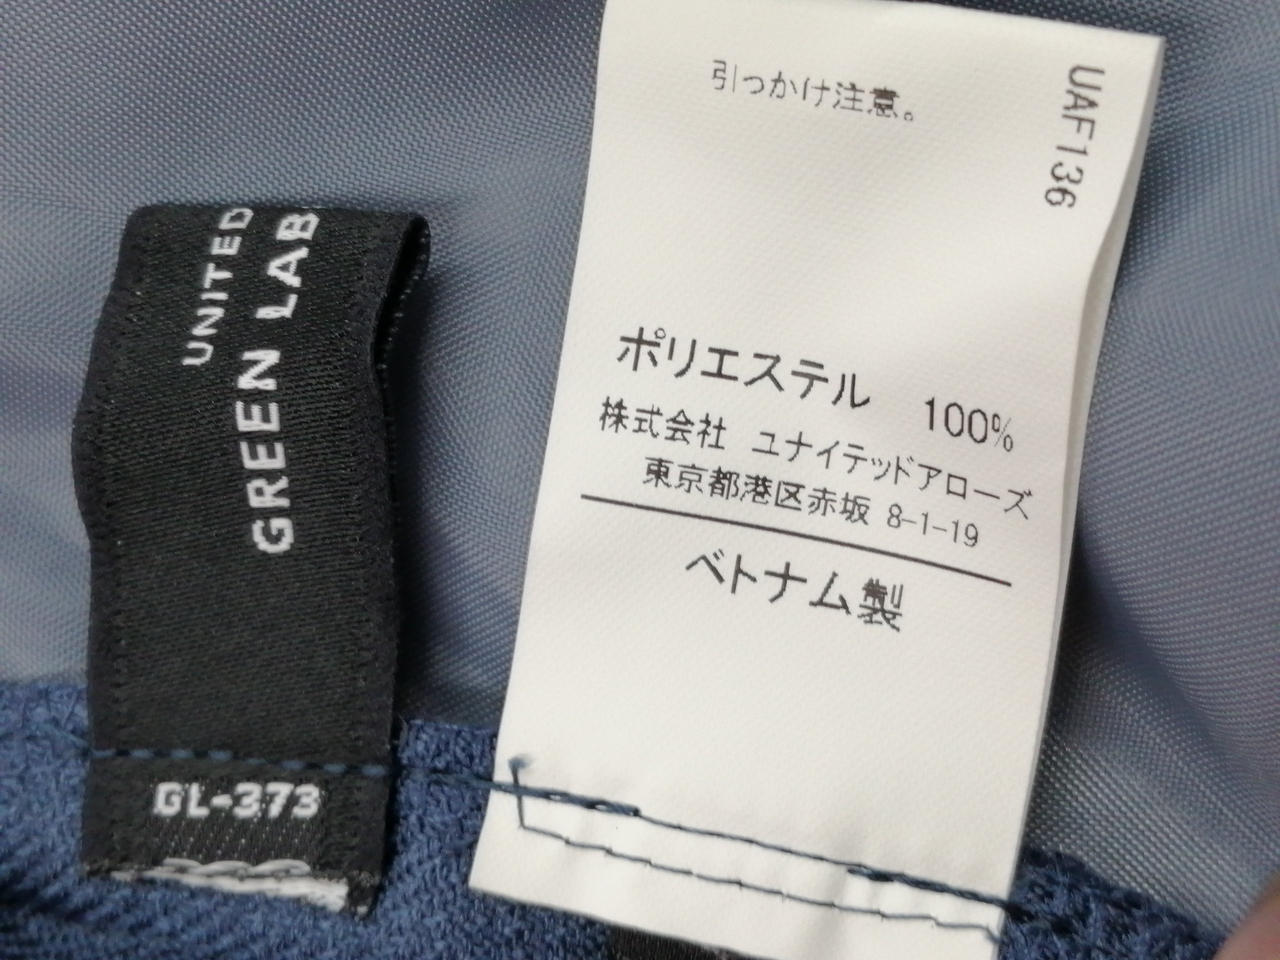 UNITED
GREEN LAB
GL-373
引っかけ注意。
UAF136
ポリエステル 100%
株式会社 ユナイテッドアローズ
東京都港区赤坂 8-1-19
ベトナム製